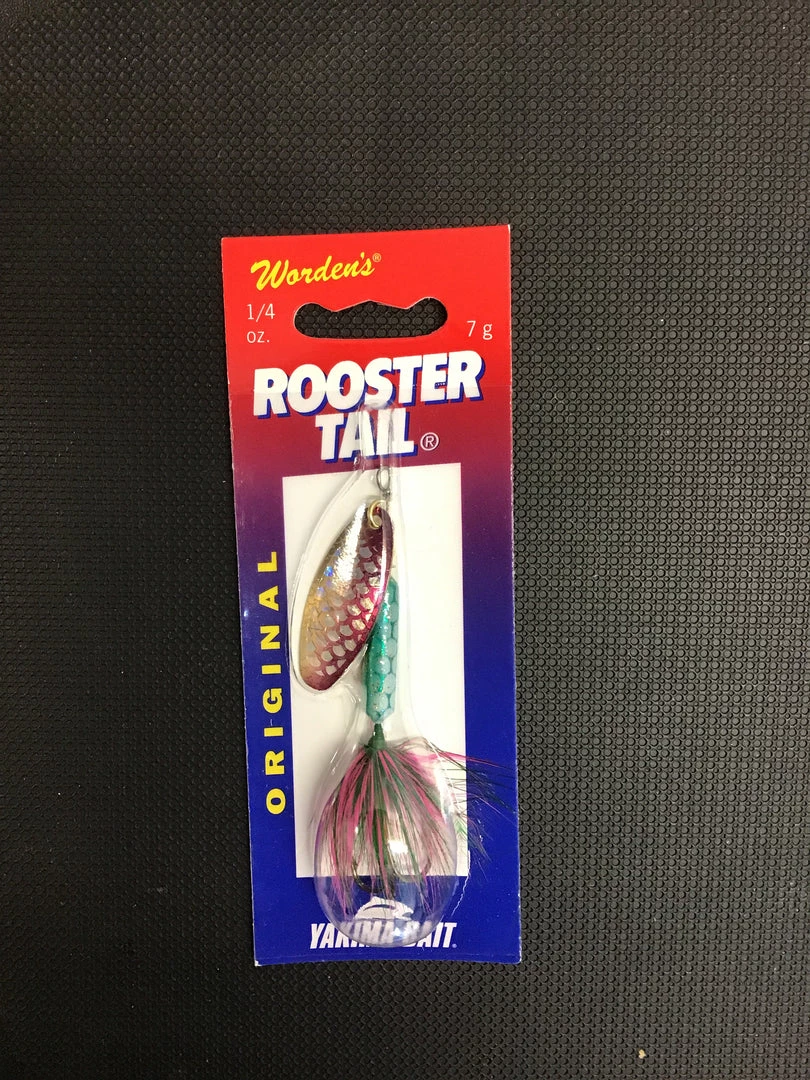 Worden's®
1/4
oz.
7 g
ROOSTER
TAIL®
ORIGINAL
YAKIMA BAIT®